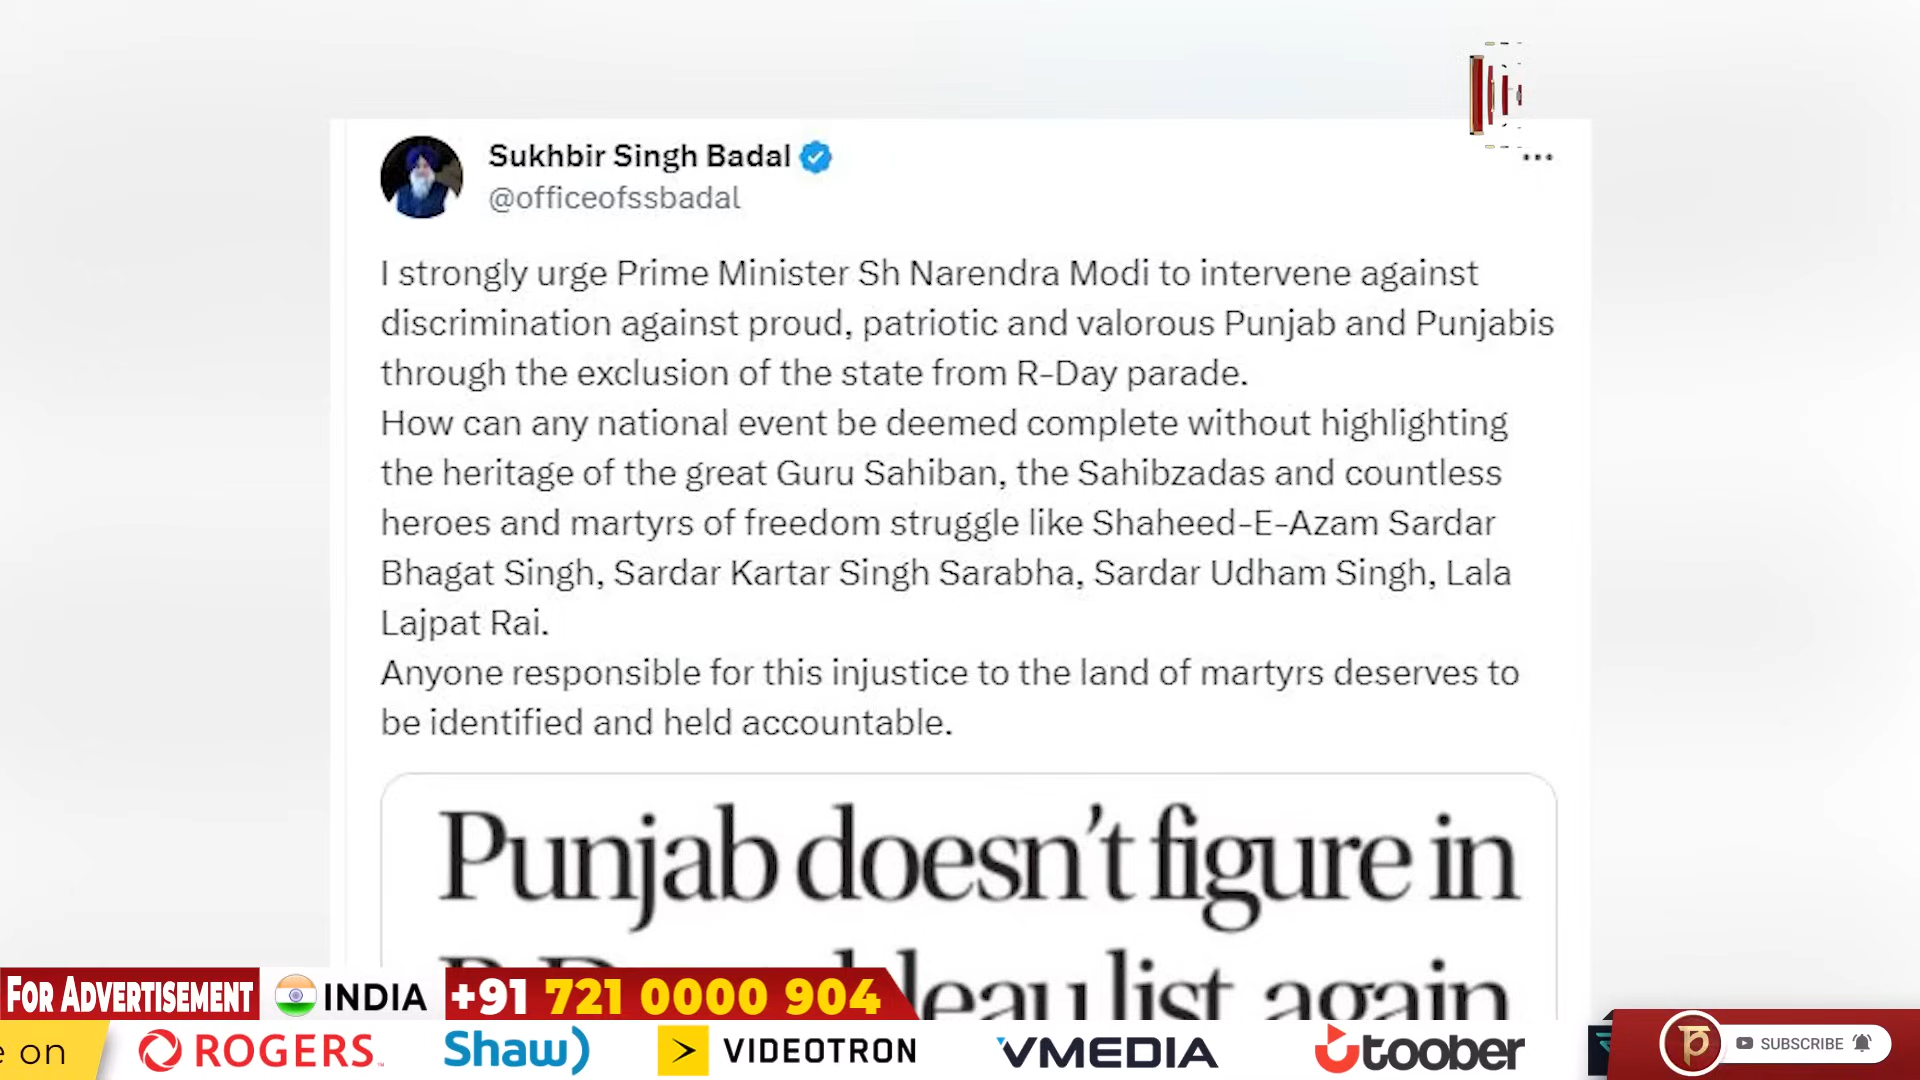 Sukhbir Singh Badal
@officeofssbadal
I strongly urge Prime Minister Sh Narendra Modi to intervene against
discrimination against proud, patriotic and valorous Punjab and Punjabis
through the exclusion of the state from R-Day parade.
How can any national event be deemed complete without highlighting
the heritage of the great Guru Sahiban, the Sahibzadas and countless
heroes and martyrs of freedom struggle like Shaheed-E-Azam Sardar
Bhagat Singh, Sardar Kartar Singh Sarabha, Sardar Udham Singh, Lala
Lajpat Rai.
Anyone responsible for this injustice to the land of martyrs deserves to
be identified and held accountable.
Punjab doesn't figure in
list again
FOR ADVERTISEMENT INDIA +91 721 0000 904
on ROGERS Shaw) VIDEOTRON VMEDIA toober SUBSCRIBE